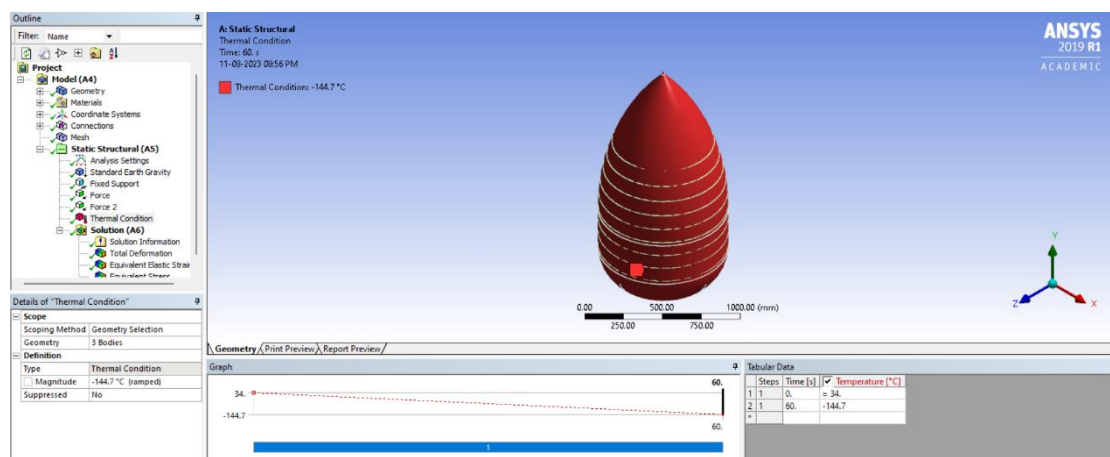 Outline
Filter: Name
Project
Model (A4)
Geometry
Materials
Coordinate Systems
Connections
Mesh
Static Structural (A5)
Analysis Settings
Standard Earth Gravity
Fixed Support
Force
Force 2
Thermal Condition
Solution (A6)
Solution Information
Total Deformation
Equivalent Elastic Strain
Equivalent Stress
Details of "Thermal Condition"
Scope
Scoping Method Geometry Selection
Geometry 3 Bodies
Definition
Type Thermal Condition
Magnitude -144.7 °C (ramped)
Suppressed No
A: Static Structural
Thermal Condition
Time: 60. s
11-08-2023 08:56 PM
Thermal Condition: -144.7 °C
ANSYS
2019 R1
ACADEMIC
Y
Z X
0.00 500.00 1000.00 (mm)
250.00 750.00
Geometry Print Preview Report Preview
Graph
60.
34.
-144.7
60.
1
Tabular Data
Steps Time [s] Temperature [°C]
1 1 0. = 34.
2 1 60. -144.7
*